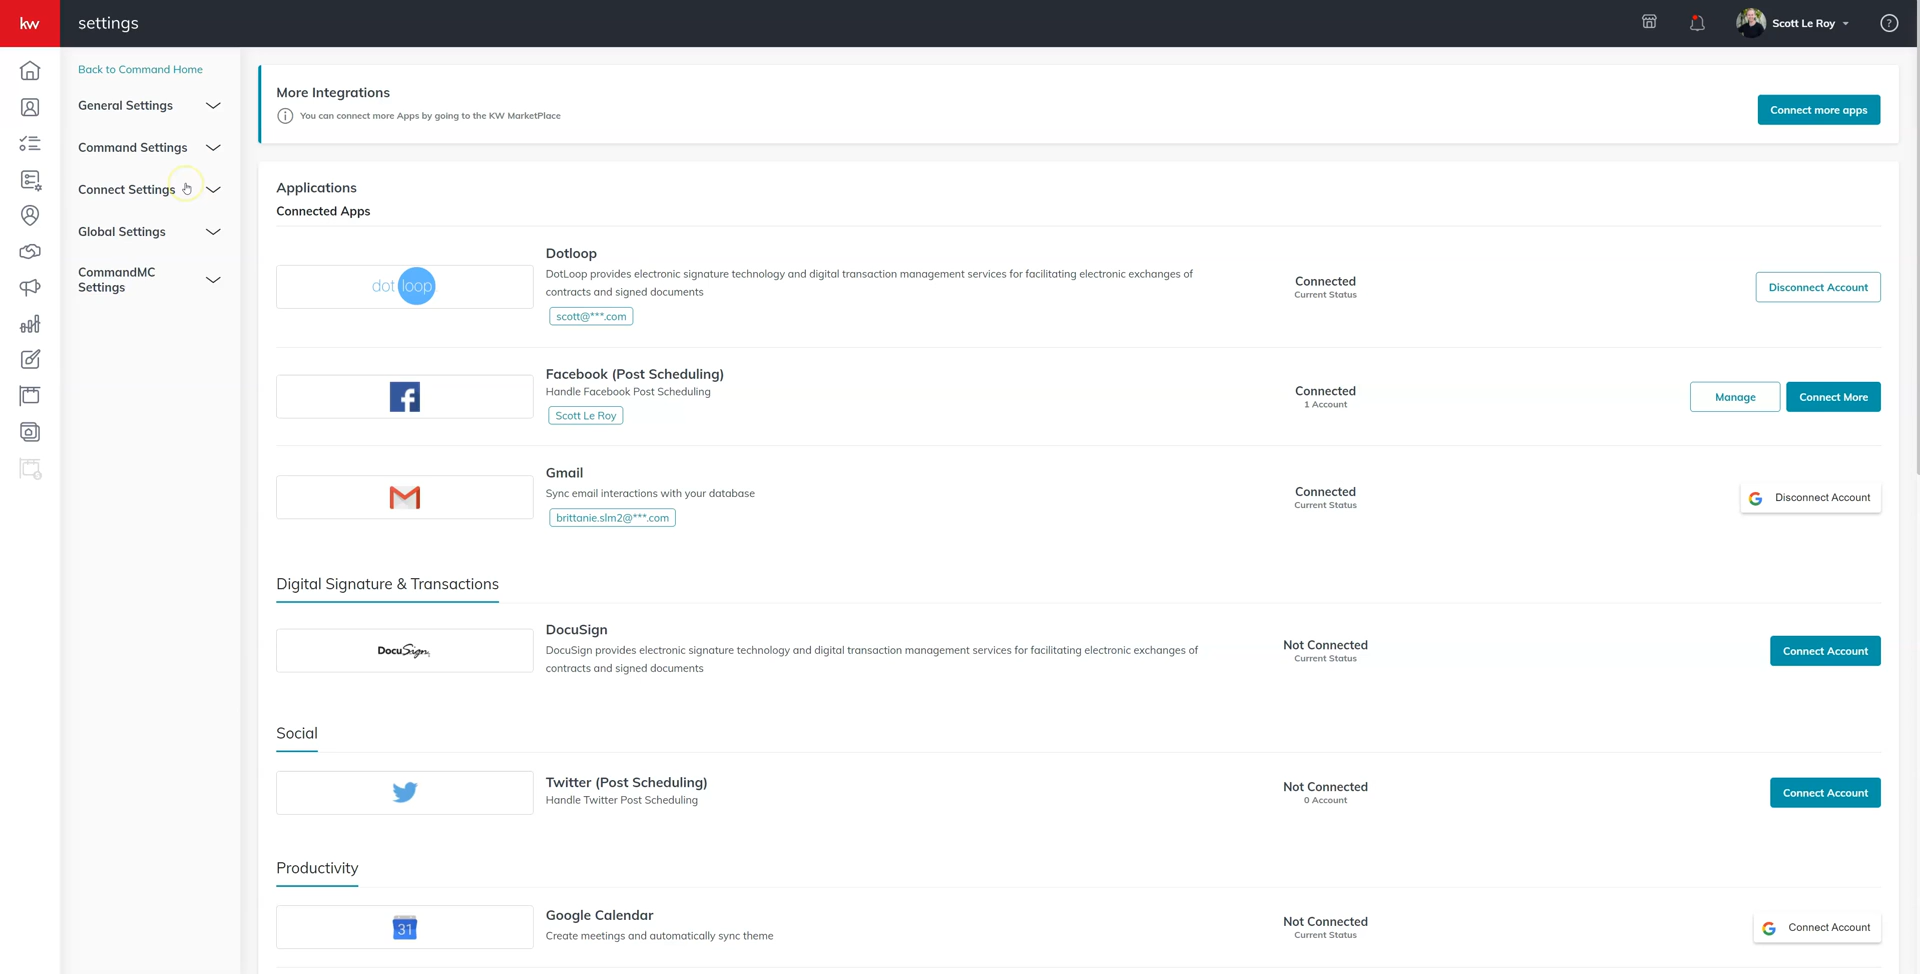 kw
settings
Scott Le Roy
Back to Command Home
General Settings
Command Settings
Connect Settings
Global Settings
CommandMC
Settings
More Integrations
You can connect more Apps by going to the KW MarketPlace
Connect more apps
Applications
Connected Apps
dot loop
Dotloop
DotLoop provides electronic signature technology and digital transaction management services for facilitating electronic exchanges of
contracts and signed documents
scott@***.com
Connected
Current Status
Disconnect Account
Facebook (Post Scheduling)
Handle Facebook Post Scheduling
Scott Le Roy
Connected
1 Account
Manage
Connect More
Gmail
Sync email interactions with your database
brittanie.slm2@***.com
Connected
Current Status
Disconnect Account
Digital Signature & Transactions
DocuSign
DocuSign
DocuSign provides electronic signature technology and digital transaction management services for facilitating electronic exchanges of
contracts and signed documents
Not Connected
Current Status
Connect Account
Social
Twitter (Post Scheduling)
Handle Twitter Post Scheduling
Not Connected
0 Account
Connect Account
Productivity
31
Google Calendar
Create meetings and automatically sync theme
Not Connected
Current Status
Connect Account